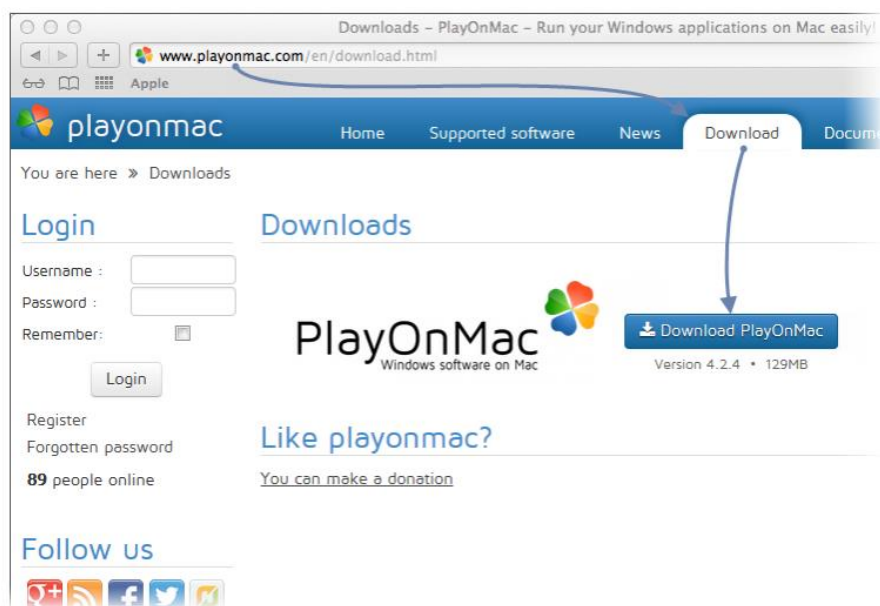 Downloads – PlayOnMac – Run your Windows applications on Mac easily!
www.playonmac.com/en/download.html
Apple
playonmac
Home Supported software News Download Docume
You are here » Downloads
Login
Username :
Password :
Remember:
Login
Register
Forgotten password
89 people online
Follow us
Downloads
PlayOnMac
Windows software on Mac
Download PlayOnMac
Version 4.2.4 • 129MB
Like playonmac?
You can make a donation